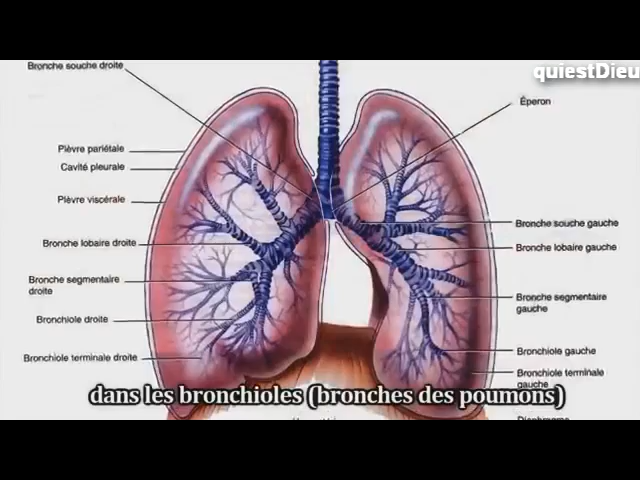 quiestDieu
Bronche souche droite
Éperon
Plèvre pariétale
Cavité pleurale
Plèvre viscérale
Bronche lobaire droite
Bronche segmentaire
droite
Bronchiole droite
Bronchiole terminale droite
Bronche souche gauche
Bronche lobaire gauche
Bronche segmentaire
gauche
Bronchiole gauche
Bronchiole terminale
gauche
dans les bronchioles (bronches des poumons)